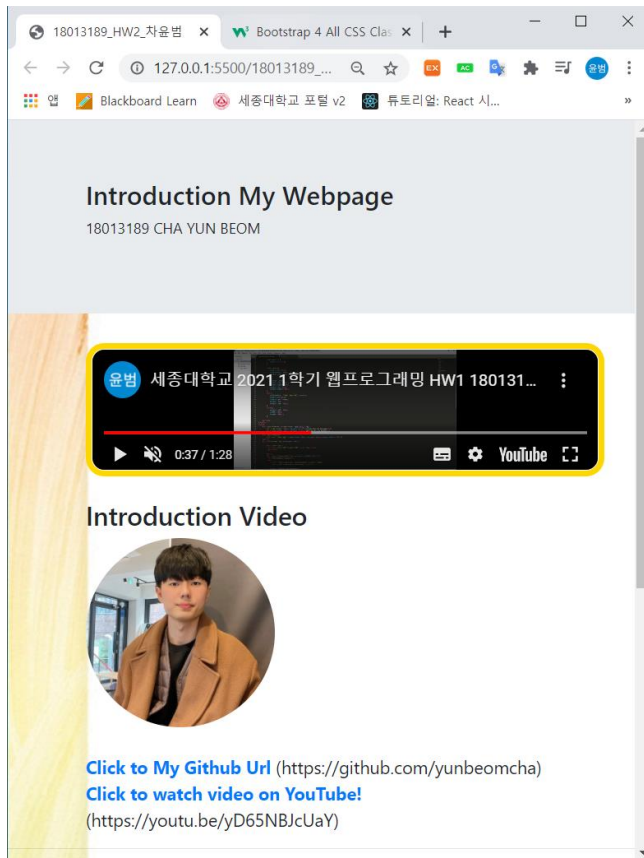 18013189_HW2_차윤범
Bootstrap 4 All CSS Clas
127.0.0.1:5500/18013189_...
EX
AC
윤범
앱
Blackboard Learn
세종대학교 포털 v2
튜토리얼: React 시...
Introduction My Webpage
18013189 CHA YUN BEOM
윤범 세종대학교 2021 1학기 웹프로그래밍 HW1 180131...
0:37 / 1:28
YouTube
Introduction Video
Click to My Github Url (https://github.com/yunbeomcha)
Click to watch video on YouTube!
(https://youtu.be/yD65NBJcUaY)